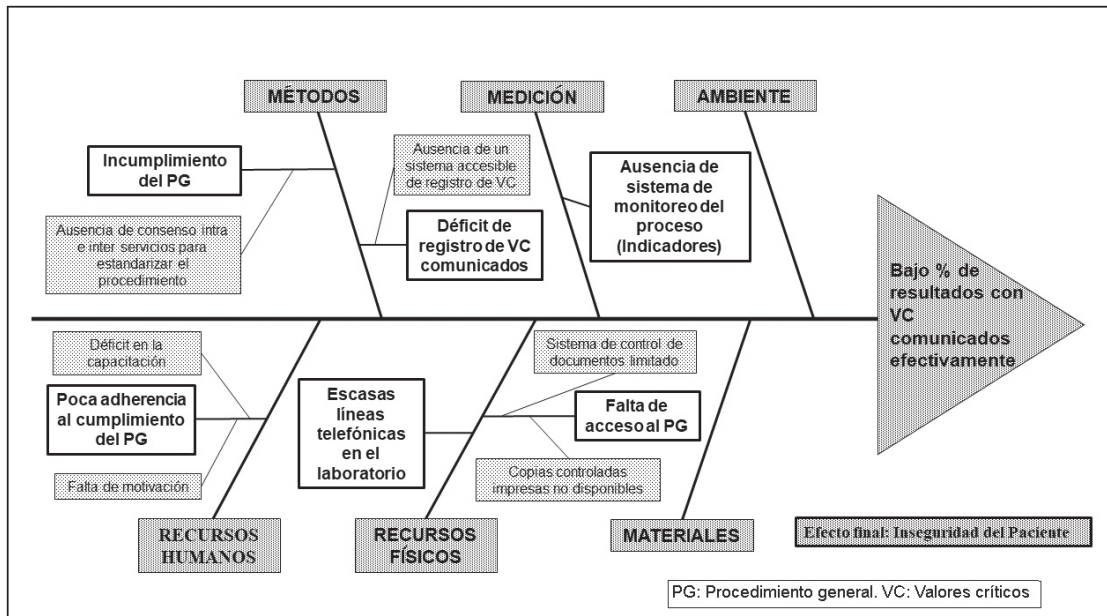 MÉTODOS
MEDICIÓN
AMBIENTE
Incumplimiento
del PG
Ausencia de consenso intra
e inter servicios para
estandarizar el
procedimiento
Ausencia de un
sistema accesible
de registro de VC
Déficit de
registro de VC
comunicados
Ausencia de
sistema de
monitoreo del
proceso
(Indicadores)
Bajo % de
resultados con
VC
comunicados
efectivamente
Déficit en la
capacitación
Poca adherencia
al cumplimiento
del PG
Falta de motivación
Escasas
líneas
telefónicas
en el
laboratorio
Sistema de control de
documentos limitado
Falta de
acceso al PG
Copias controladas
impresas no disponibles
RECURSOS
HUMANOS
RECURSOS
FÍSICOS
MATERIALES
Efecto final: Inseguridad del Paciente
PG: Procedimiento general. VC: Valores críticos